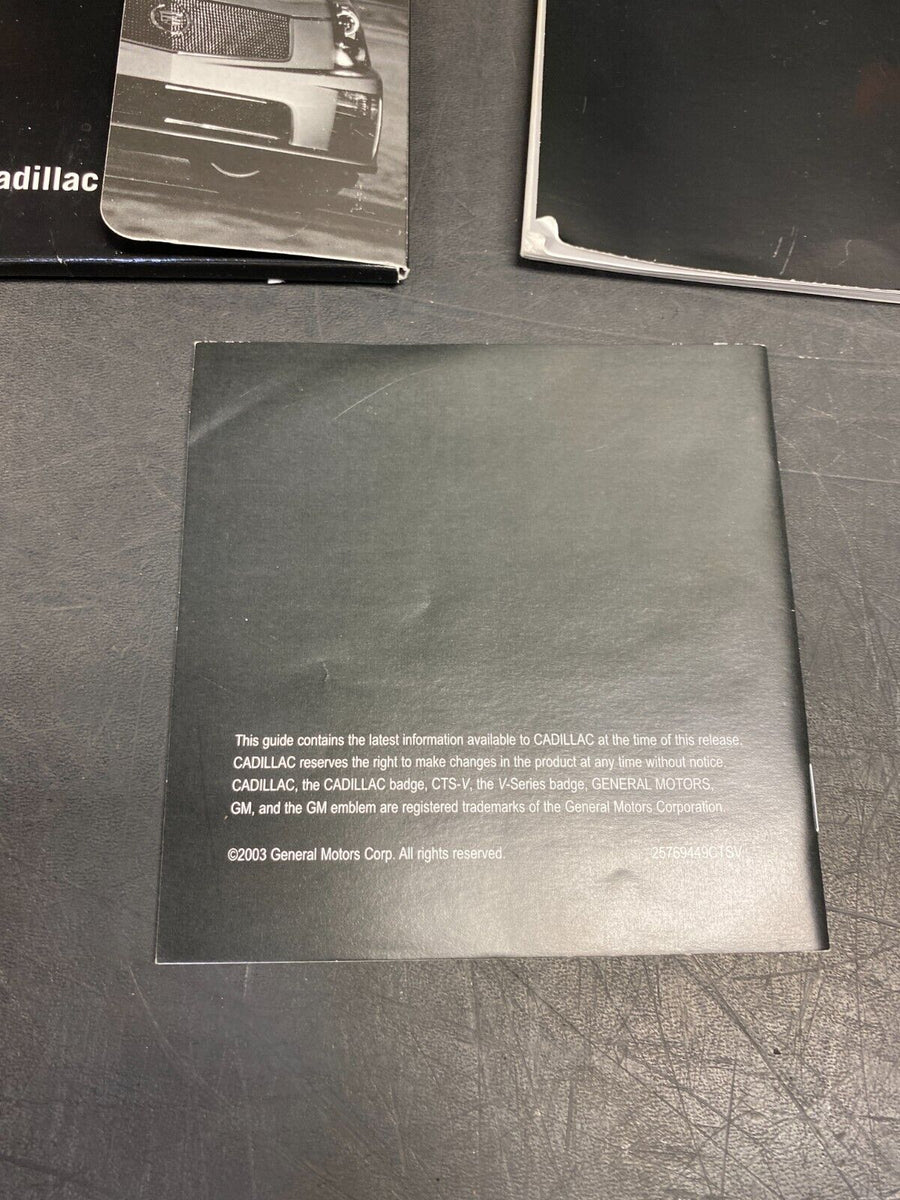 adillac
This guide contains the latest information available to CADILLAC at the time of this release.
CADILLAC reserves the right to make changes in the product at any time without notice.
CADILLAC, the CADILLAC badge, CTS-V, the V-Series badge, GENERAL MOTORS,
GM, and the GM emblem are registered trademarks of the General Motors Corporation.
©2003 General Motors Corp. All rights reserved. 25769449CTSV